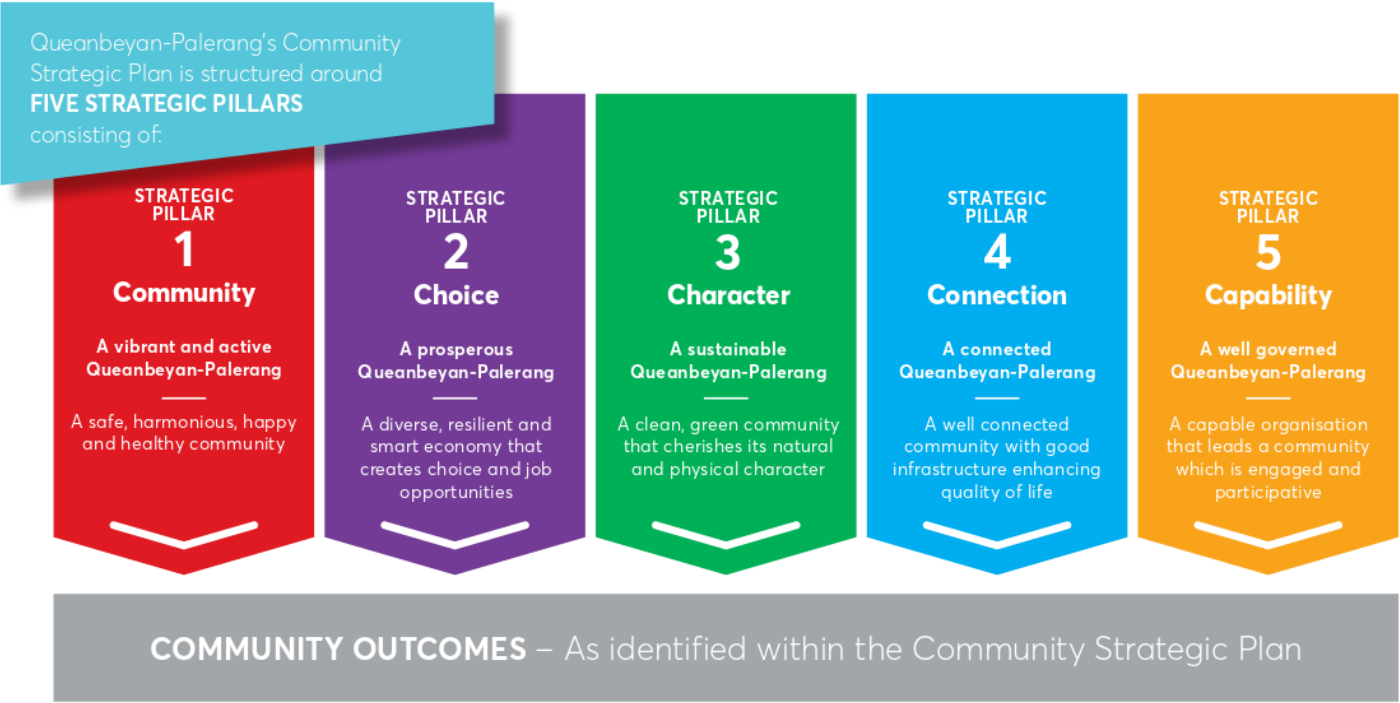 Queanbeyan-Palerang's Community
Strategic Plan is structured around
FIVE STRATEGIC PILLARS
consisting of:
STRATEGIC
PILLAR
1
Community
A vibrant and active
Queanbeyan-Palerang
A safe, harmonious, happy
and healthy community
STRATEGIC
PILLAR
2
Choice
A prosperous
Queanbeyan-Palerang
A diverse, resilient and
smart economy that
creates choice and job
opportunities
STRATEGIC
PILLAR
3
Character
A sustainable
Queanbeyan-Palerang
A clean, green community
that cherishes its natural
and physical character
STRATEGIC
PILLAR
4
Connection
A connected
Queanbeyan-Palerang
A well connected
community with good
infrastructure enhancing
quality of life
STRATEGIC
PILLAR
5
Capability
A well governed
Queanbeyan-Palerang
A capable organisation
that leads a community
which is engaged and
participative
COMMUNITY OUTCOMES – As identified within the Community Strategic Plan